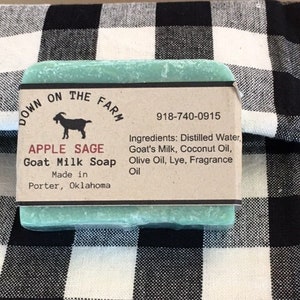 DOWN ON THE FARM
APPLE SAGE
Goat Milk Soap
Made in
Porter, Oklahoma
918-740-0915
Ingredients: Distilled Water,
Goat's Milk, Coconut Oil,
Olive Oil, Lye, Fragrance
Oil